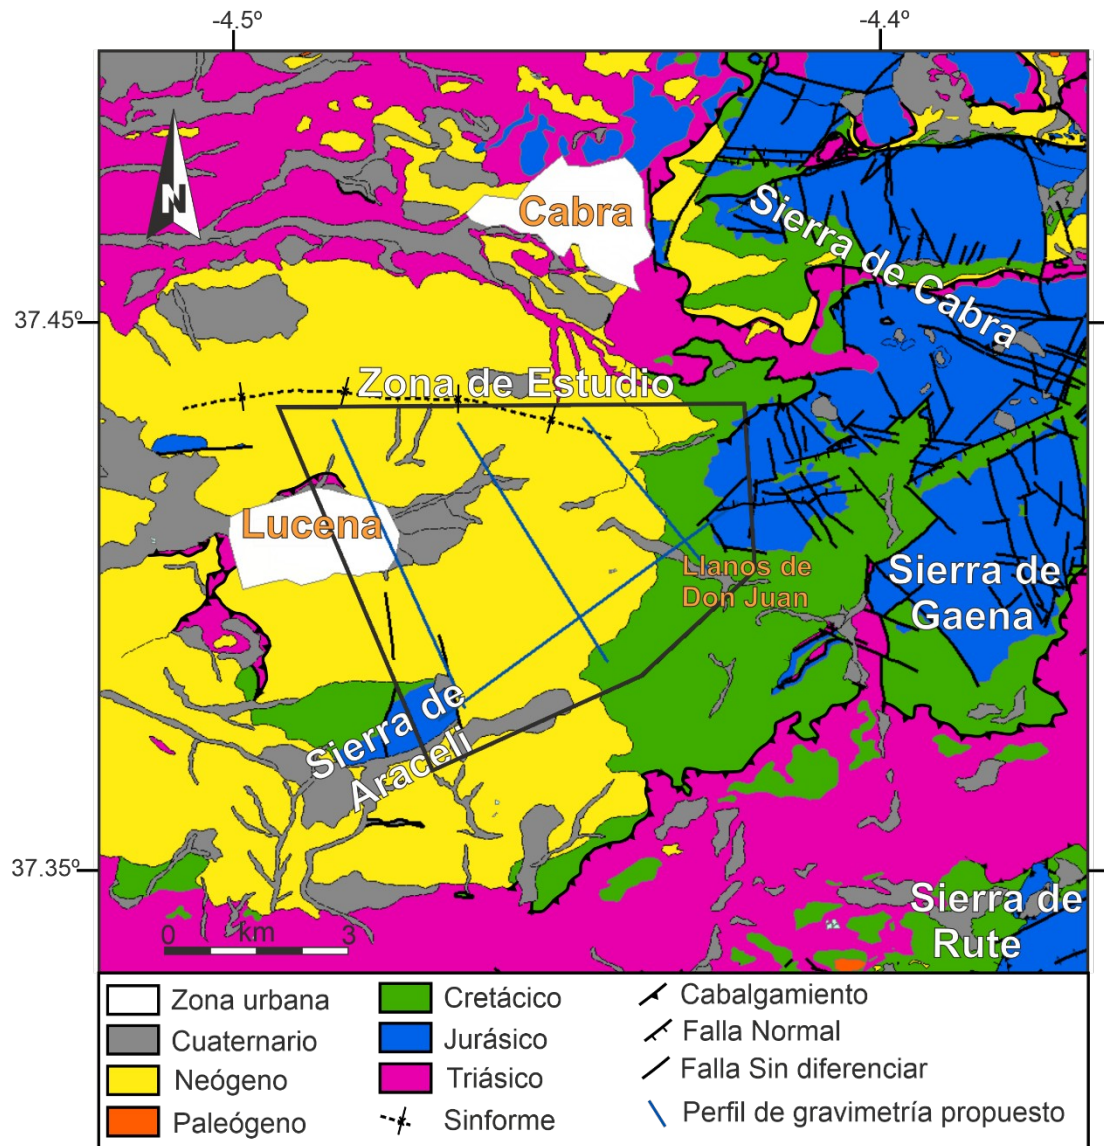 -4.5º
-4.4º
N
Cabra
Sierra de Cabra
37.45
Zona de Estudio
Lucena
Llanos de
Don Juan
Sierra de
Gaena
Sierra de
Araceli
37.35
Sierra de
Rute
0 km 3
Zona urbana
Cretácico
Cabalgamiento
Cuaternario
Jurásico
Falla Normal
Neógeno
Triásico
Falla Sin diferenciar
Paleógeno
Sinforme
Perfil de gravimetría propuesto